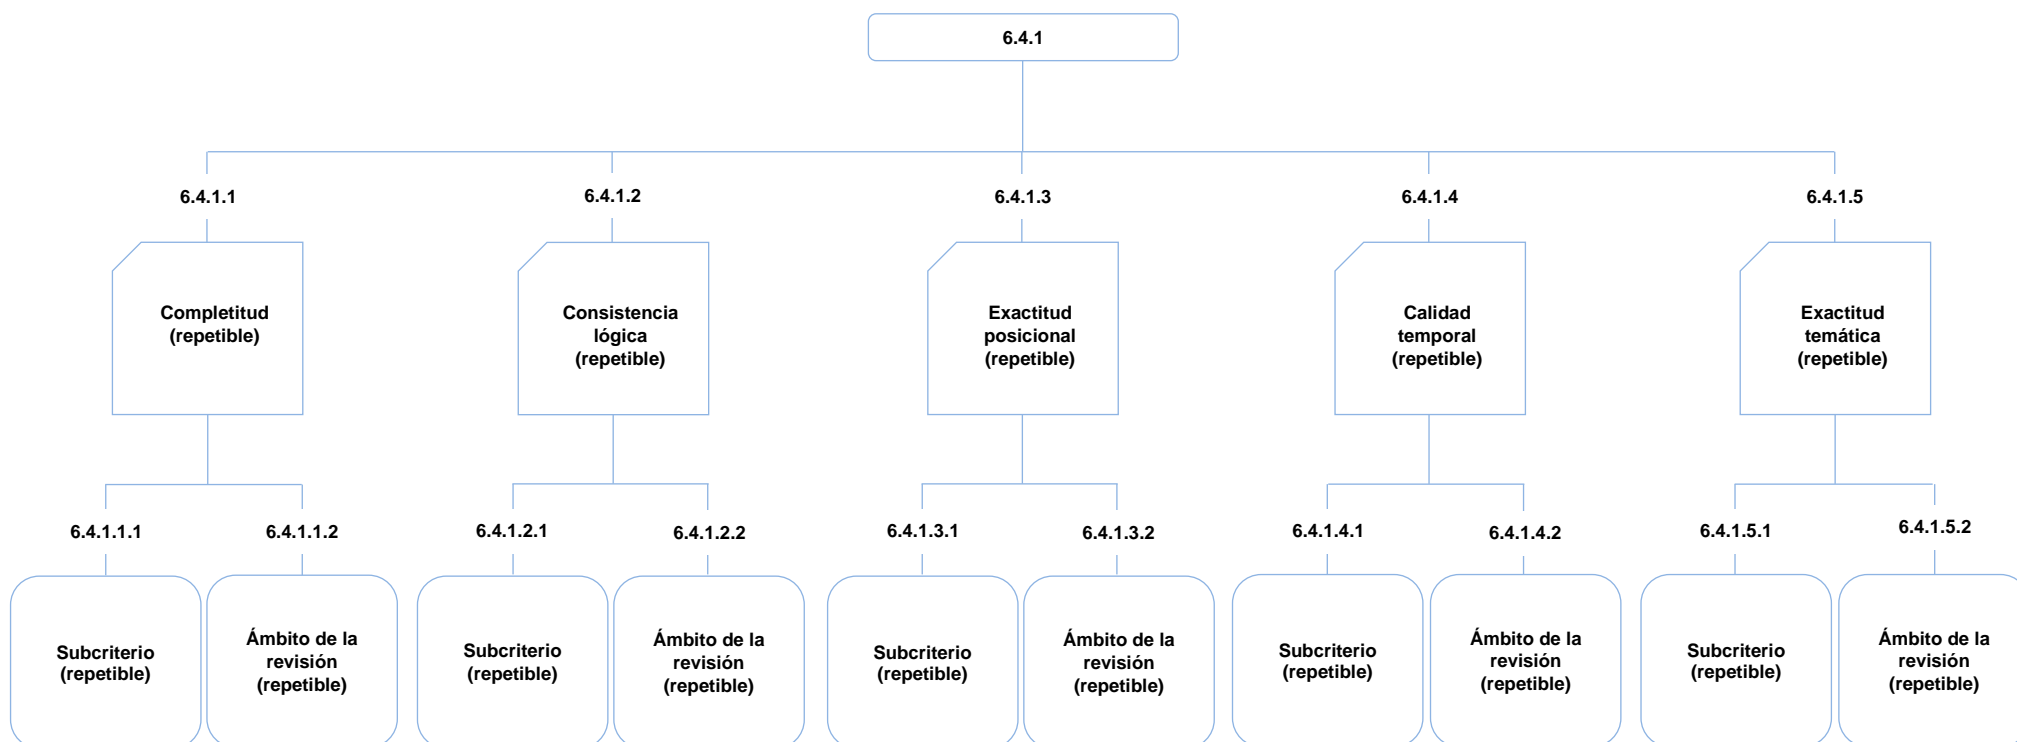 6.4.1
6.4.1.1
6.4.1.2
6.4.1.3
6.4.1.4
6.4.1.5
Completitud
(repetible)
Consistencia
lógica
(repetible)
Exactitud
posicional
(repetible)
Calidad
temporal
(repetible)
Exactitud
temática
(repetible)
6.4.1.1.1
6.4.1.1.2
6.4.1.2.1
6.4.1.2.2
6.4.1.3.1
6.4.1.3.2
6.4.1.4.1
6.4.1.4.2
6.4.1.5.1
6.4.1.5.2
Subcriterio
(repetible)
Ámbito de la
revisión
(repetible)
Subcriterio
(repetible)
Ámbito de la
revisión
(repetible)
Subcriterio
(repetible)
Ámbito de la
revisión
(repetible)
Subcriterio
(repetible)
Ámbito de la
revisión
(repetible)
Subcriterio
(repetible)
Ámbito de la
revisión
(repetible)